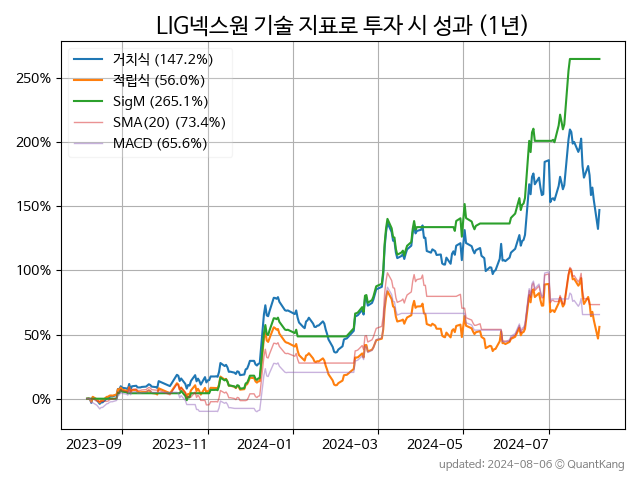 LIG넥스원 기술 지표로 투자 시 성과 (1년)
거치식 (147.2%)
적립식 (56.0%)
SigM (265.1%)
SMA(20) (73.4%)
MACD (65.6%)
250%
200%
150%
100%
50%
0%
2023-09 2023-11 2024-01 2024-03 2024-05 2024-07
updated: 2024-08-06 © QuantKang